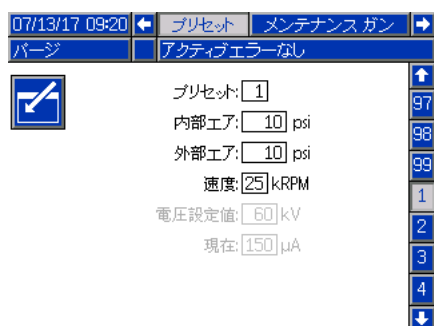 07/13/17 09:20 プリセット メンテナンス ガン
ページ アクティブエラーなし
プリセット: 1
内部エア: 10 psi
外部エア: 10 psi
速度: 25 kRPM
電圧設定値: 60 kV
現在: 150 μA
97
98
99
1
2
3
4